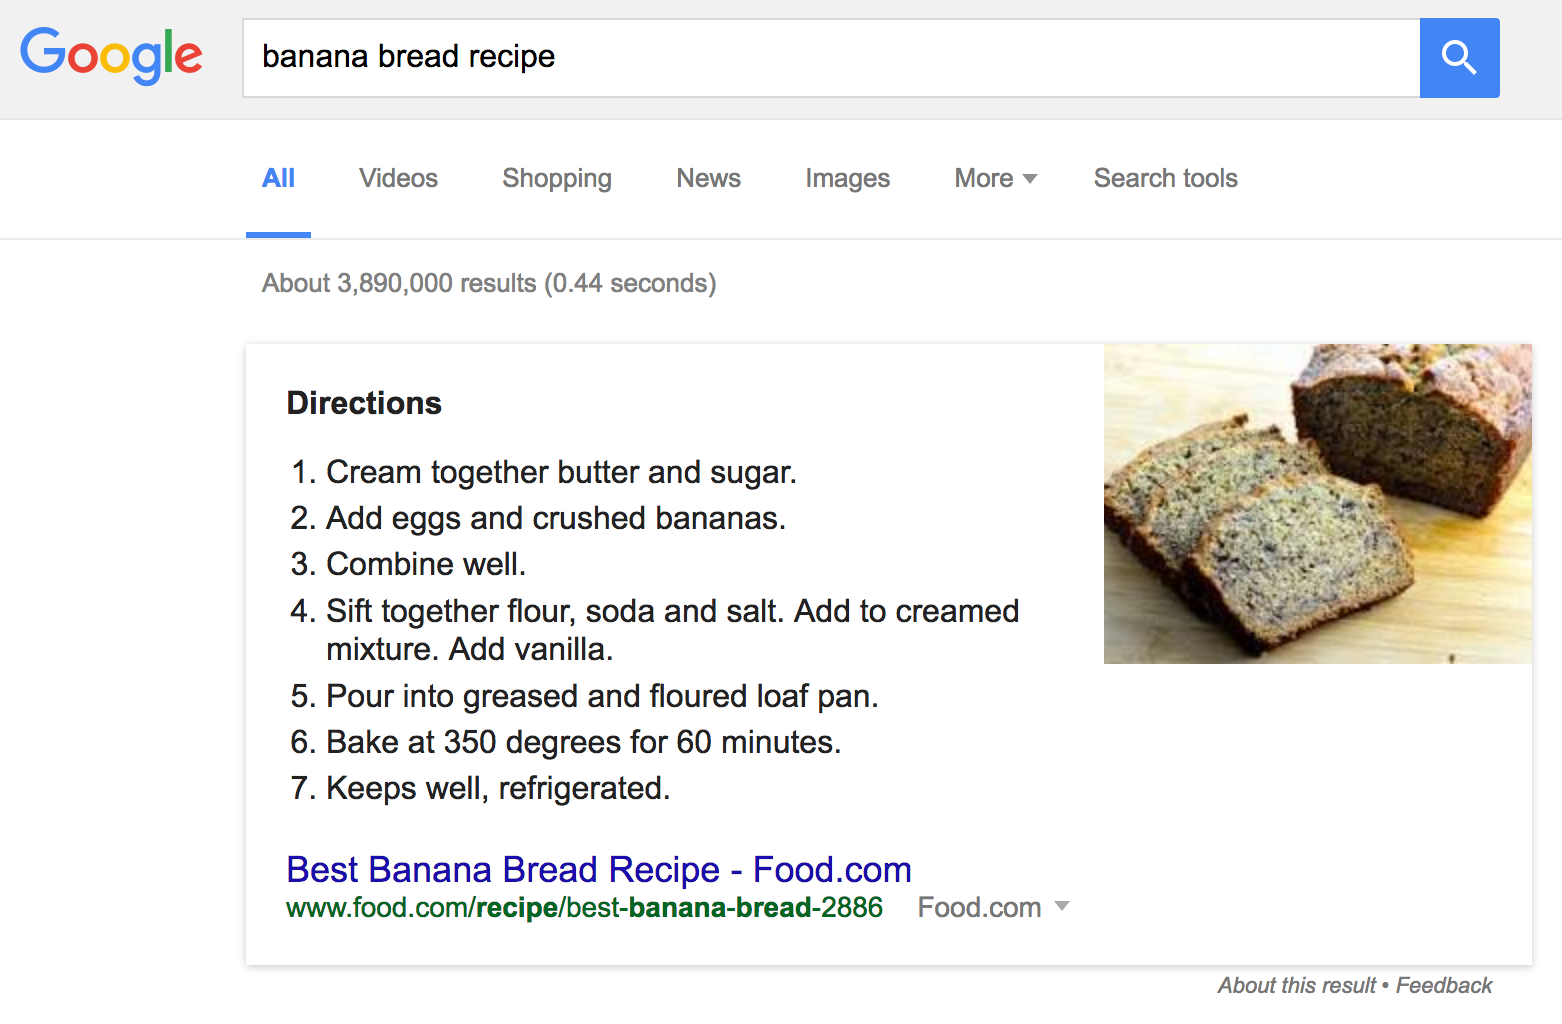 Google
banana bread recipe
All Videos Shopping News Images More Search tools
About 3,890,000 results (0.44 seconds)
Directions
1. Cream together butter and sugar.
2. Add eggs and crushed bananas.
3. Combine well.
4. Sift together flour, soda and salt. Add to creamed
mixture. Add vanilla.
5. Pour into greased and floured loaf pan.
6. Bake at 350 degrees for 60 minutes.
7. Keeps well, refrigerated.
Best Banana Bread Recipe - Food.com
www.food.com/recipe/best-banana-bread-2886 Food.com
About this result • Feedback